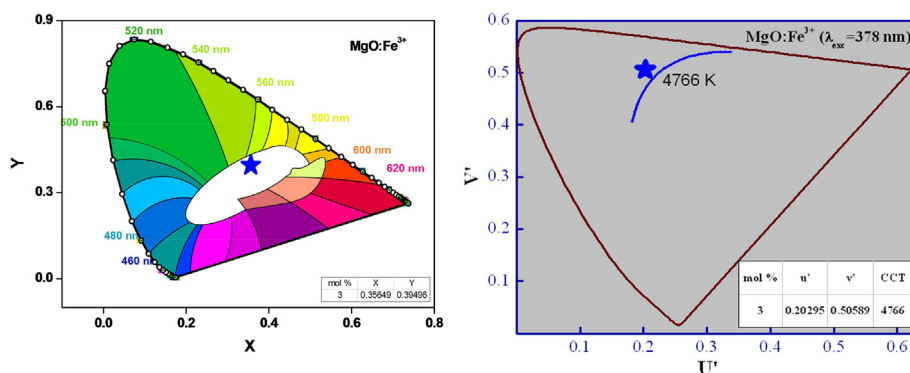 0.9
0.6
0.3
0.0
Y
520 nm
540 nm
560 nm
580 nm
600 nm
620 nm
500 nm
480 nm
460 nm
MgO:Fe³⁺
mol % X Y
3 0.35649 0.39496
0.0 0.2 0.4 0.6 0.8
X
0.5
0.5
0.4
0.3
0.2
0.1
V'
MgO:Fe³⁺ (λexc=378 nm)
4766 K
mol % u' v' CCT
3 0.20295 0.50589 4766
0.1 0.2 0.3 0.4 0.5 0.
U'